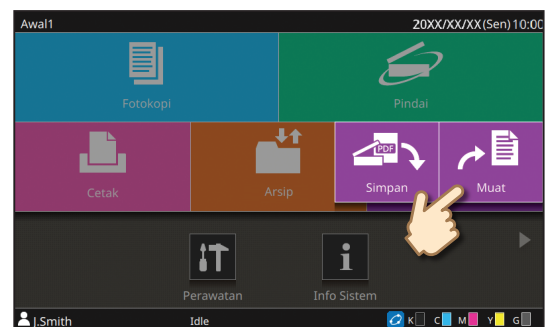 Awal1 20XX/XX/XX(Sen)10:00
Fotokopi Pindai
PDF
Cetak Arsip Simpan Muat
Perawatan Info Sistem
J.Smith Idle K C M Y G